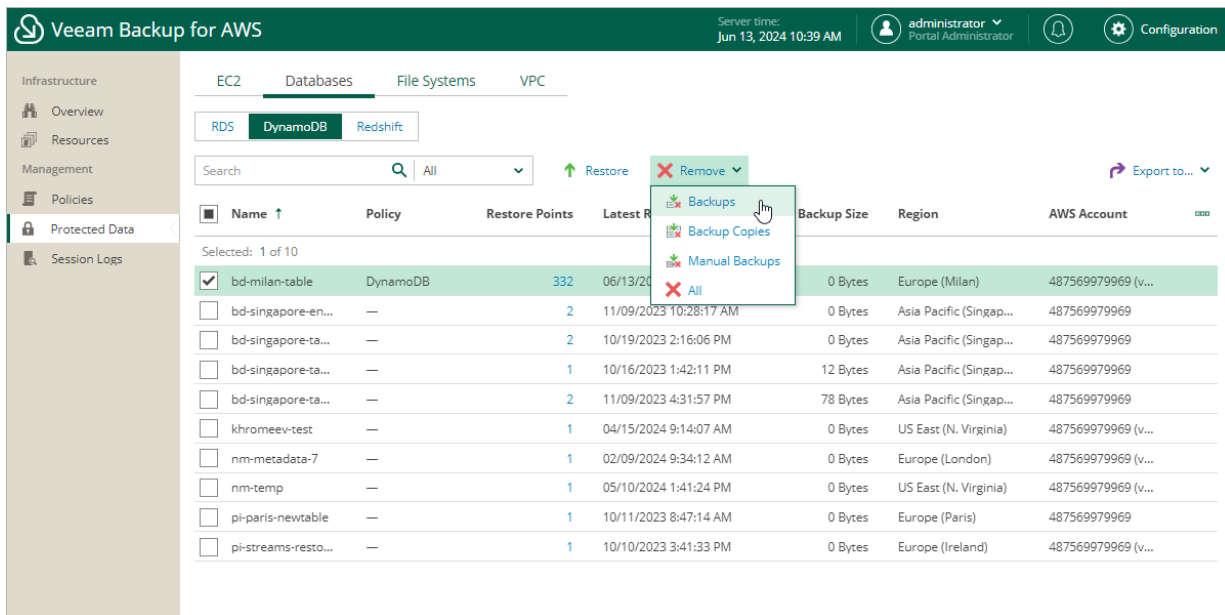 Veeam Backup for AWS
Server time:
Jun 13, 2024 10:39 AM
administrator
Portal Administrator
Configuration
Infrastructure
Overview
Resources
Management
Policies
Protected Data
Session Logs
EC2 Databases File Systems VPC
RDS DynamoDB Redshift
Search All Restore Remove Export to...
Backups
Backup Copies
Manual Backups
All
Name ↑ Policy Restore Points Latest R Backup Size Region AWS Account
Selected: 1 of 10
bd-milan-table DynamoDB 332 06/13/20 0 Bytes Europe (Milan) 487569979969 (v...
bd-singapore-en... — 2 11/09/2023 10:28:17 AM 0 Bytes Asia Pacific (Singap... 487569979969
bd-singapore-ta... — 2 10/19/2023 2:16:06 PM 0 Bytes Asia Pacific (Singap... 487569979969
bd-singapore-ta... — 1 10/16/2023 1:42:11 PM 12 Bytes Asia Pacific (Singap... 487569979969
bd-singapore-ta... — 2 11/09/2023 4:31:57 PM 78 Bytes Asia Pacific (Singap... 487569979969
khromeev-test — 1 04/15/2024 9:14:07 AM 0 Bytes US East (N. Virginia) 487569979969 (v...
nm-metadata-7 — 1 02/09/2024 9:34:12 AM 0 Bytes Europe (London) 487569979969 (v...
nm-temp — 1 05/10/2024 1:41:24 PM 0 Bytes US East (N. Virginia) 487569979969 (v...
pi-paris-newtable — 1 10/11/2023 8:47:14 AM 0 Bytes Europe (Paris) 487569979969
pi-streams-resto... — 1 10/10/2023 3:41:33 PM 0 Bytes Europe (Ireland) 487569979969 (v...